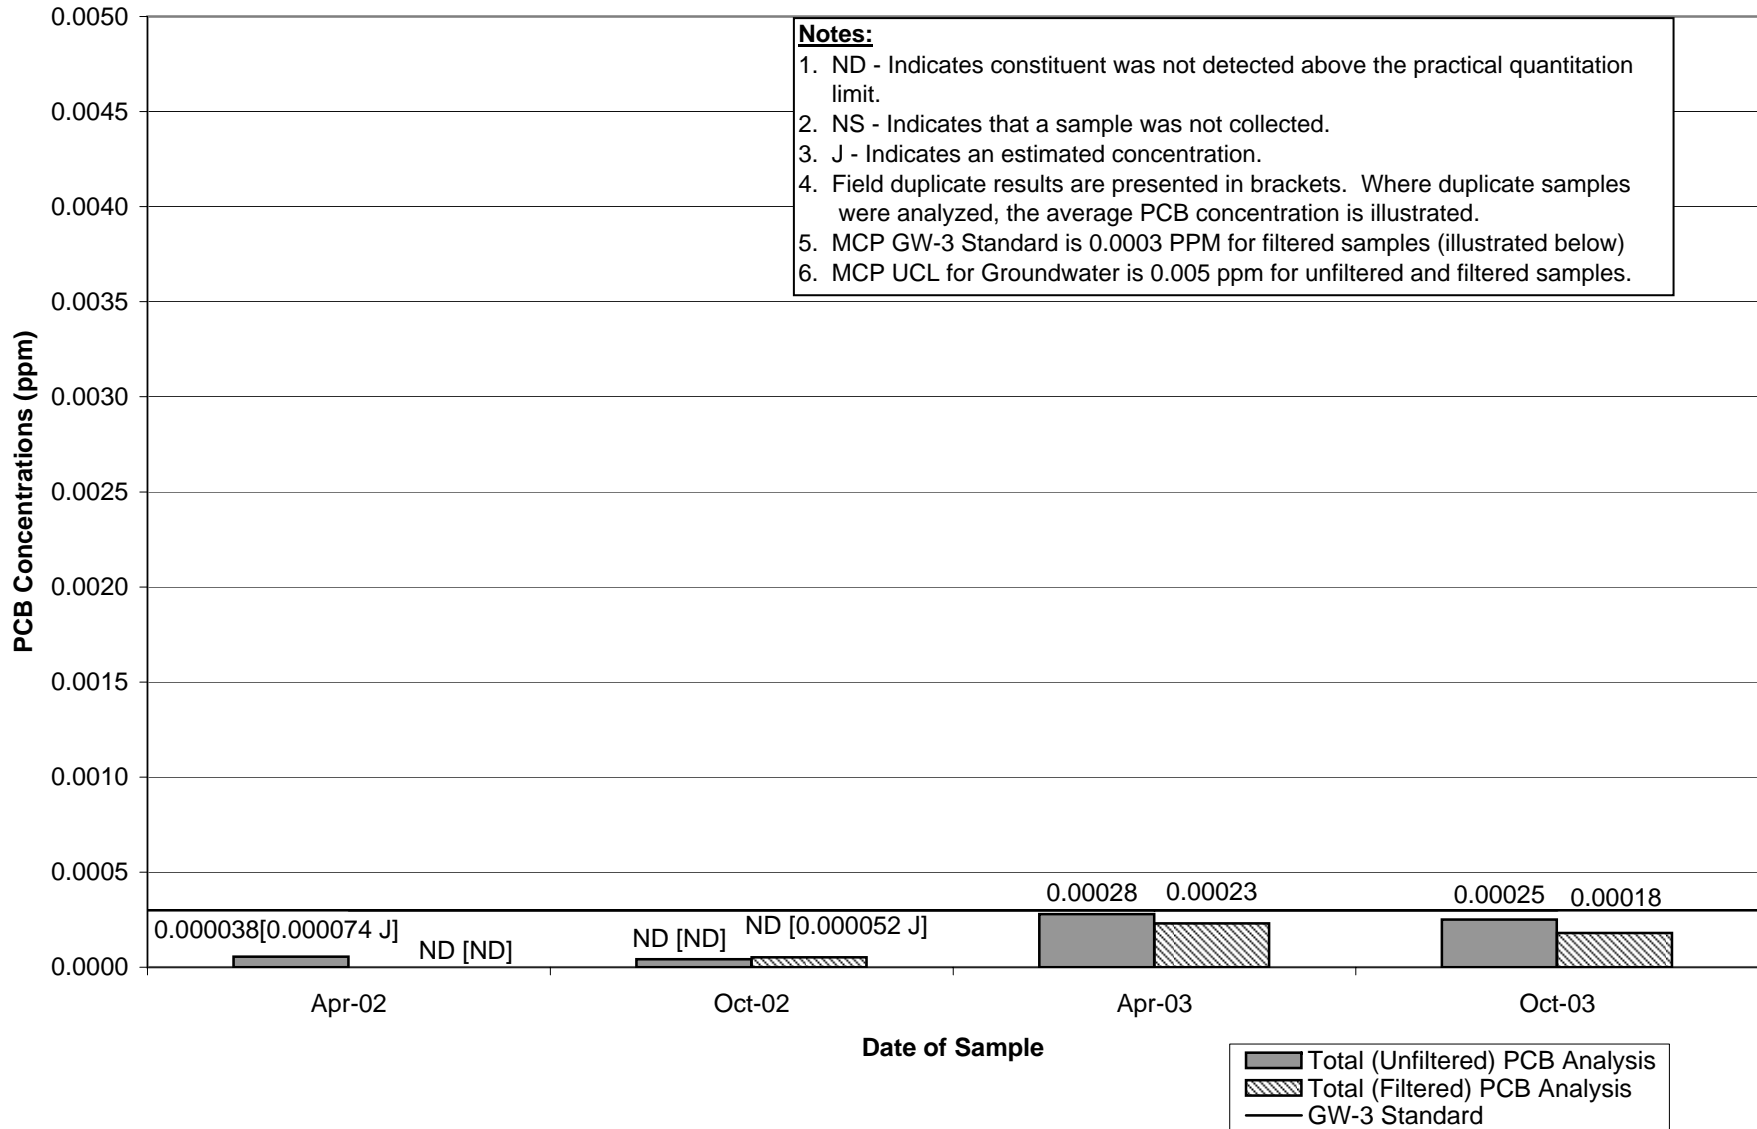 0.0050
0.0045
0.0040
0.0035
0.0030
0.0025
0.0020
0.0015
0.0010
0.0005
0.0000
PCB Concentrations (ppm)
Notes:
1. ND - Indicates constituent was not detected above the practical quantitation
limit.
2. NS - Indicates that a sample was not collected.
3. J - Indicates an estimated concentration.
4. Field duplicate results are presented in brackets. Where duplicate samples
were analyzed, the average PCB concentration is illustrated.
5. MCP GW-3 Standard is 0.0003 PPM for filtered samples (illustrated below)
6. MCP UCL for Groundwater is 0.005 ppm for unfiltered and filtered samples.
0.000038[0.000074 J]
ND [ND]
ND [ND]
ND [0.000052 J]
0.00028
0.00023
0.00025
0.00018
Apr-02
Oct-02
Apr-03
Oct-03
Date of Sample
Total (Unfiltered) PCB Analysis
Total (Filtered) PCB Analysis
GW-3 Standard